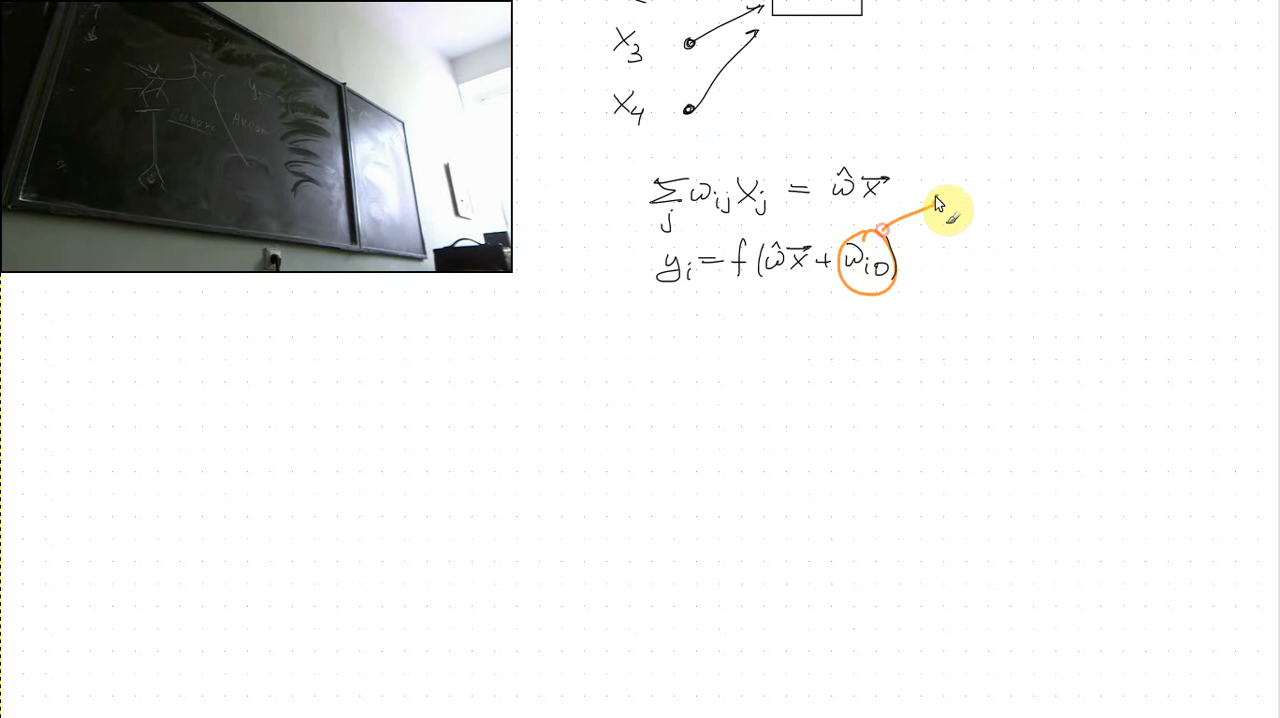 X₃
X₄
∑ⱼ ωᵢⱼ Xⱼ = ω̂ x⃗
yᵢ = f(ω̂ x⃗ + ωᵢ₀)